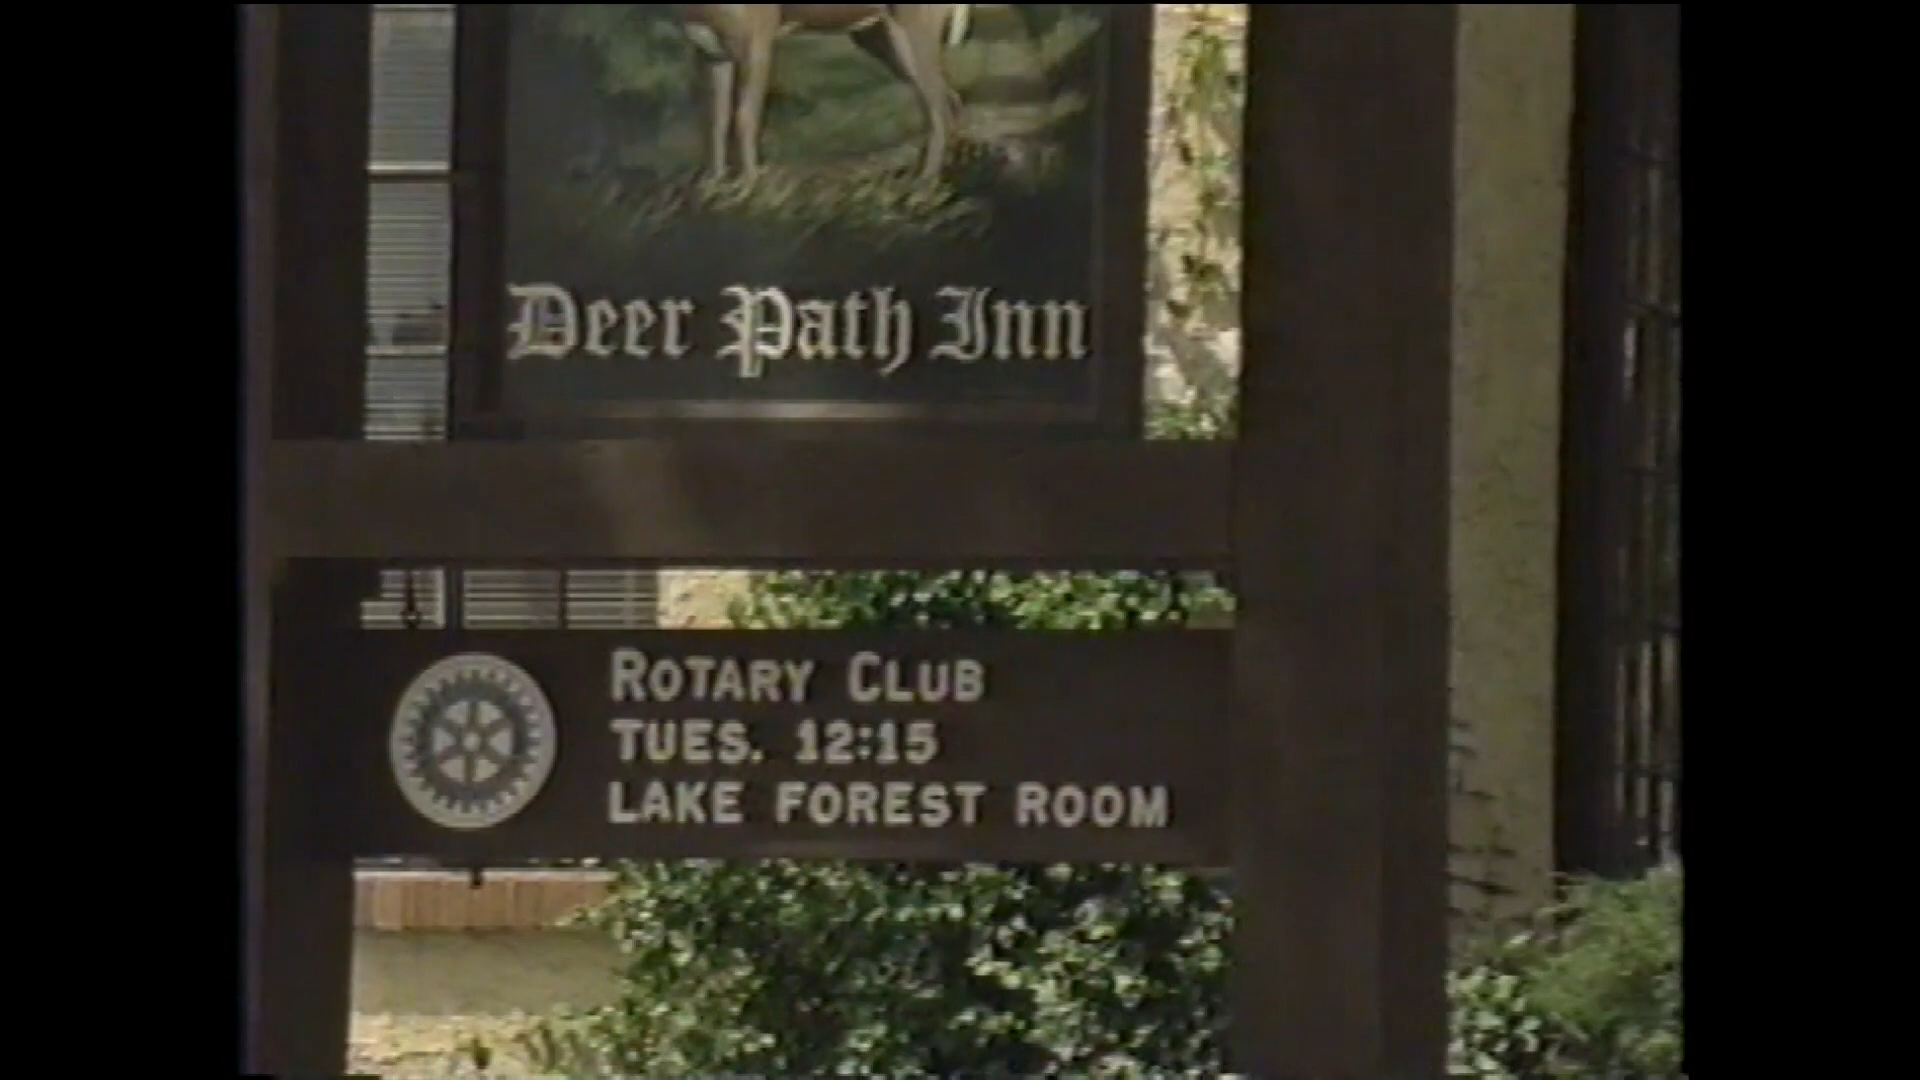 Deer Path Inn
ROTARY CLUB
TUES. 12:15
LAKE FOREST ROOM